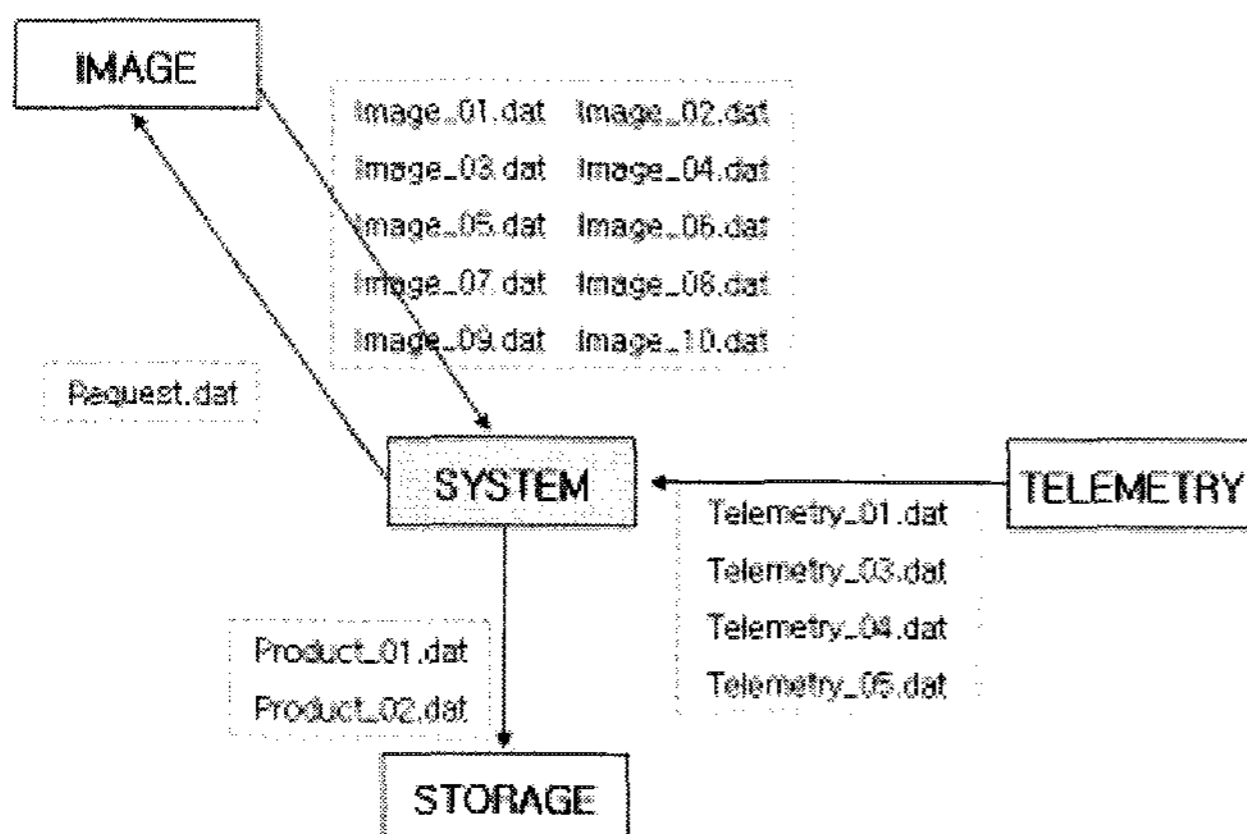 IMAGE
Image_01.dat Image_02.dat
Image_03.dat Image_04.dat
Image_05.dat Image_06.dat
Image_07.dat Image_08.dat
Image_09.dat Image_10.dat
Request.dat
SYSTEM
TELEMETRY
Telemetry_01.dat
Telemetry_03.dat
Telemetry_04.dat
Telemetry_05.dat
Product_01.dat
Product_02.dat
STORAGE